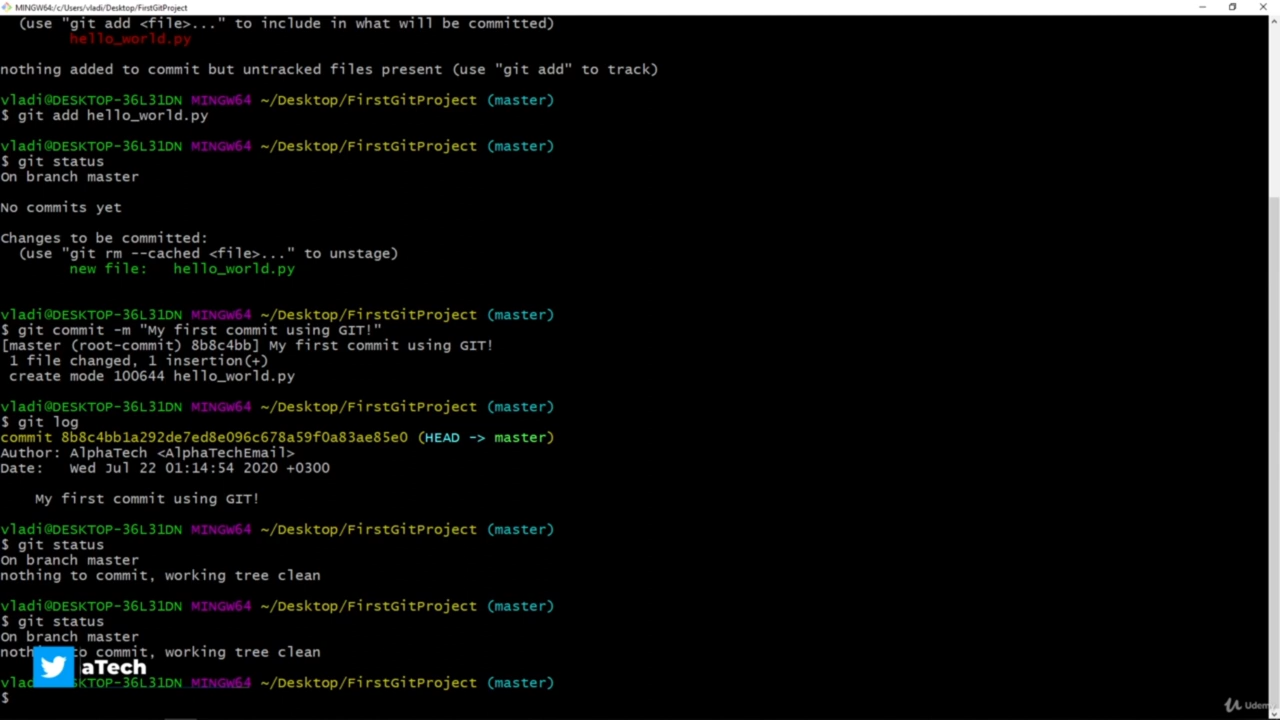 MINGW64:/c/Users/vladi/Desktop/FirstGitProject
(use "git add <file>..." to include in what will be committed)
hello_world.py
nothing added to commit but untracked files present (use "git add" to track)
vladi@DESKTOP-36L31DN MINGW64 ~/Desktop/FirstGitProject (master)
$ git add hello_world.py
vladi@DESKTOP-36L31DN MINGW64 ~/Desktop/FirstGitProject (master)
$ git status
On branch master
No commits yet
Changes to be committed:
(use "git rm --cached <file>..." to unstage)
new file:   hello_world.py
vladi@DESKTOP-36L31DN MINGW64 ~/Desktop/FirstGitProject (master)
$ git commit -m "My first commit using GIT!"
[master (root-commit) 8b8c4bb] My first commit using GIT!
1 file changed, 1 insertion(+)
create mode 100644 hello_world.py
vladi@DESKTOP-36L31DN MINGW64 ~/Desktop/FirstGitProject (master)
$ git log
commit 8b8c4bb1a292de7ed8e096c678a59f0a83ae85e0 (HEAD -> master)
Author: AlphaTech <AlphaTechEmail>
Date:   Wed Jul 22 01:14:54 2020 +0300
My first commit using GIT!
vladi@DESKTOP-36L31DN MINGW64 ~/Desktop/FirstGitProject (master)
$ git status
On branch master
nothing to commit, working tree clean
vladi@DESKTOP-36L31DN MINGW64 ~/Desktop/FirstGitProject (master)
$ git status
On branch master
nothing to commit, working tree clean
aTech
vladi@DESKTOP-36L31DN MINGW64 ~/Desktop/FirstGitProject (master)
$
Udemy